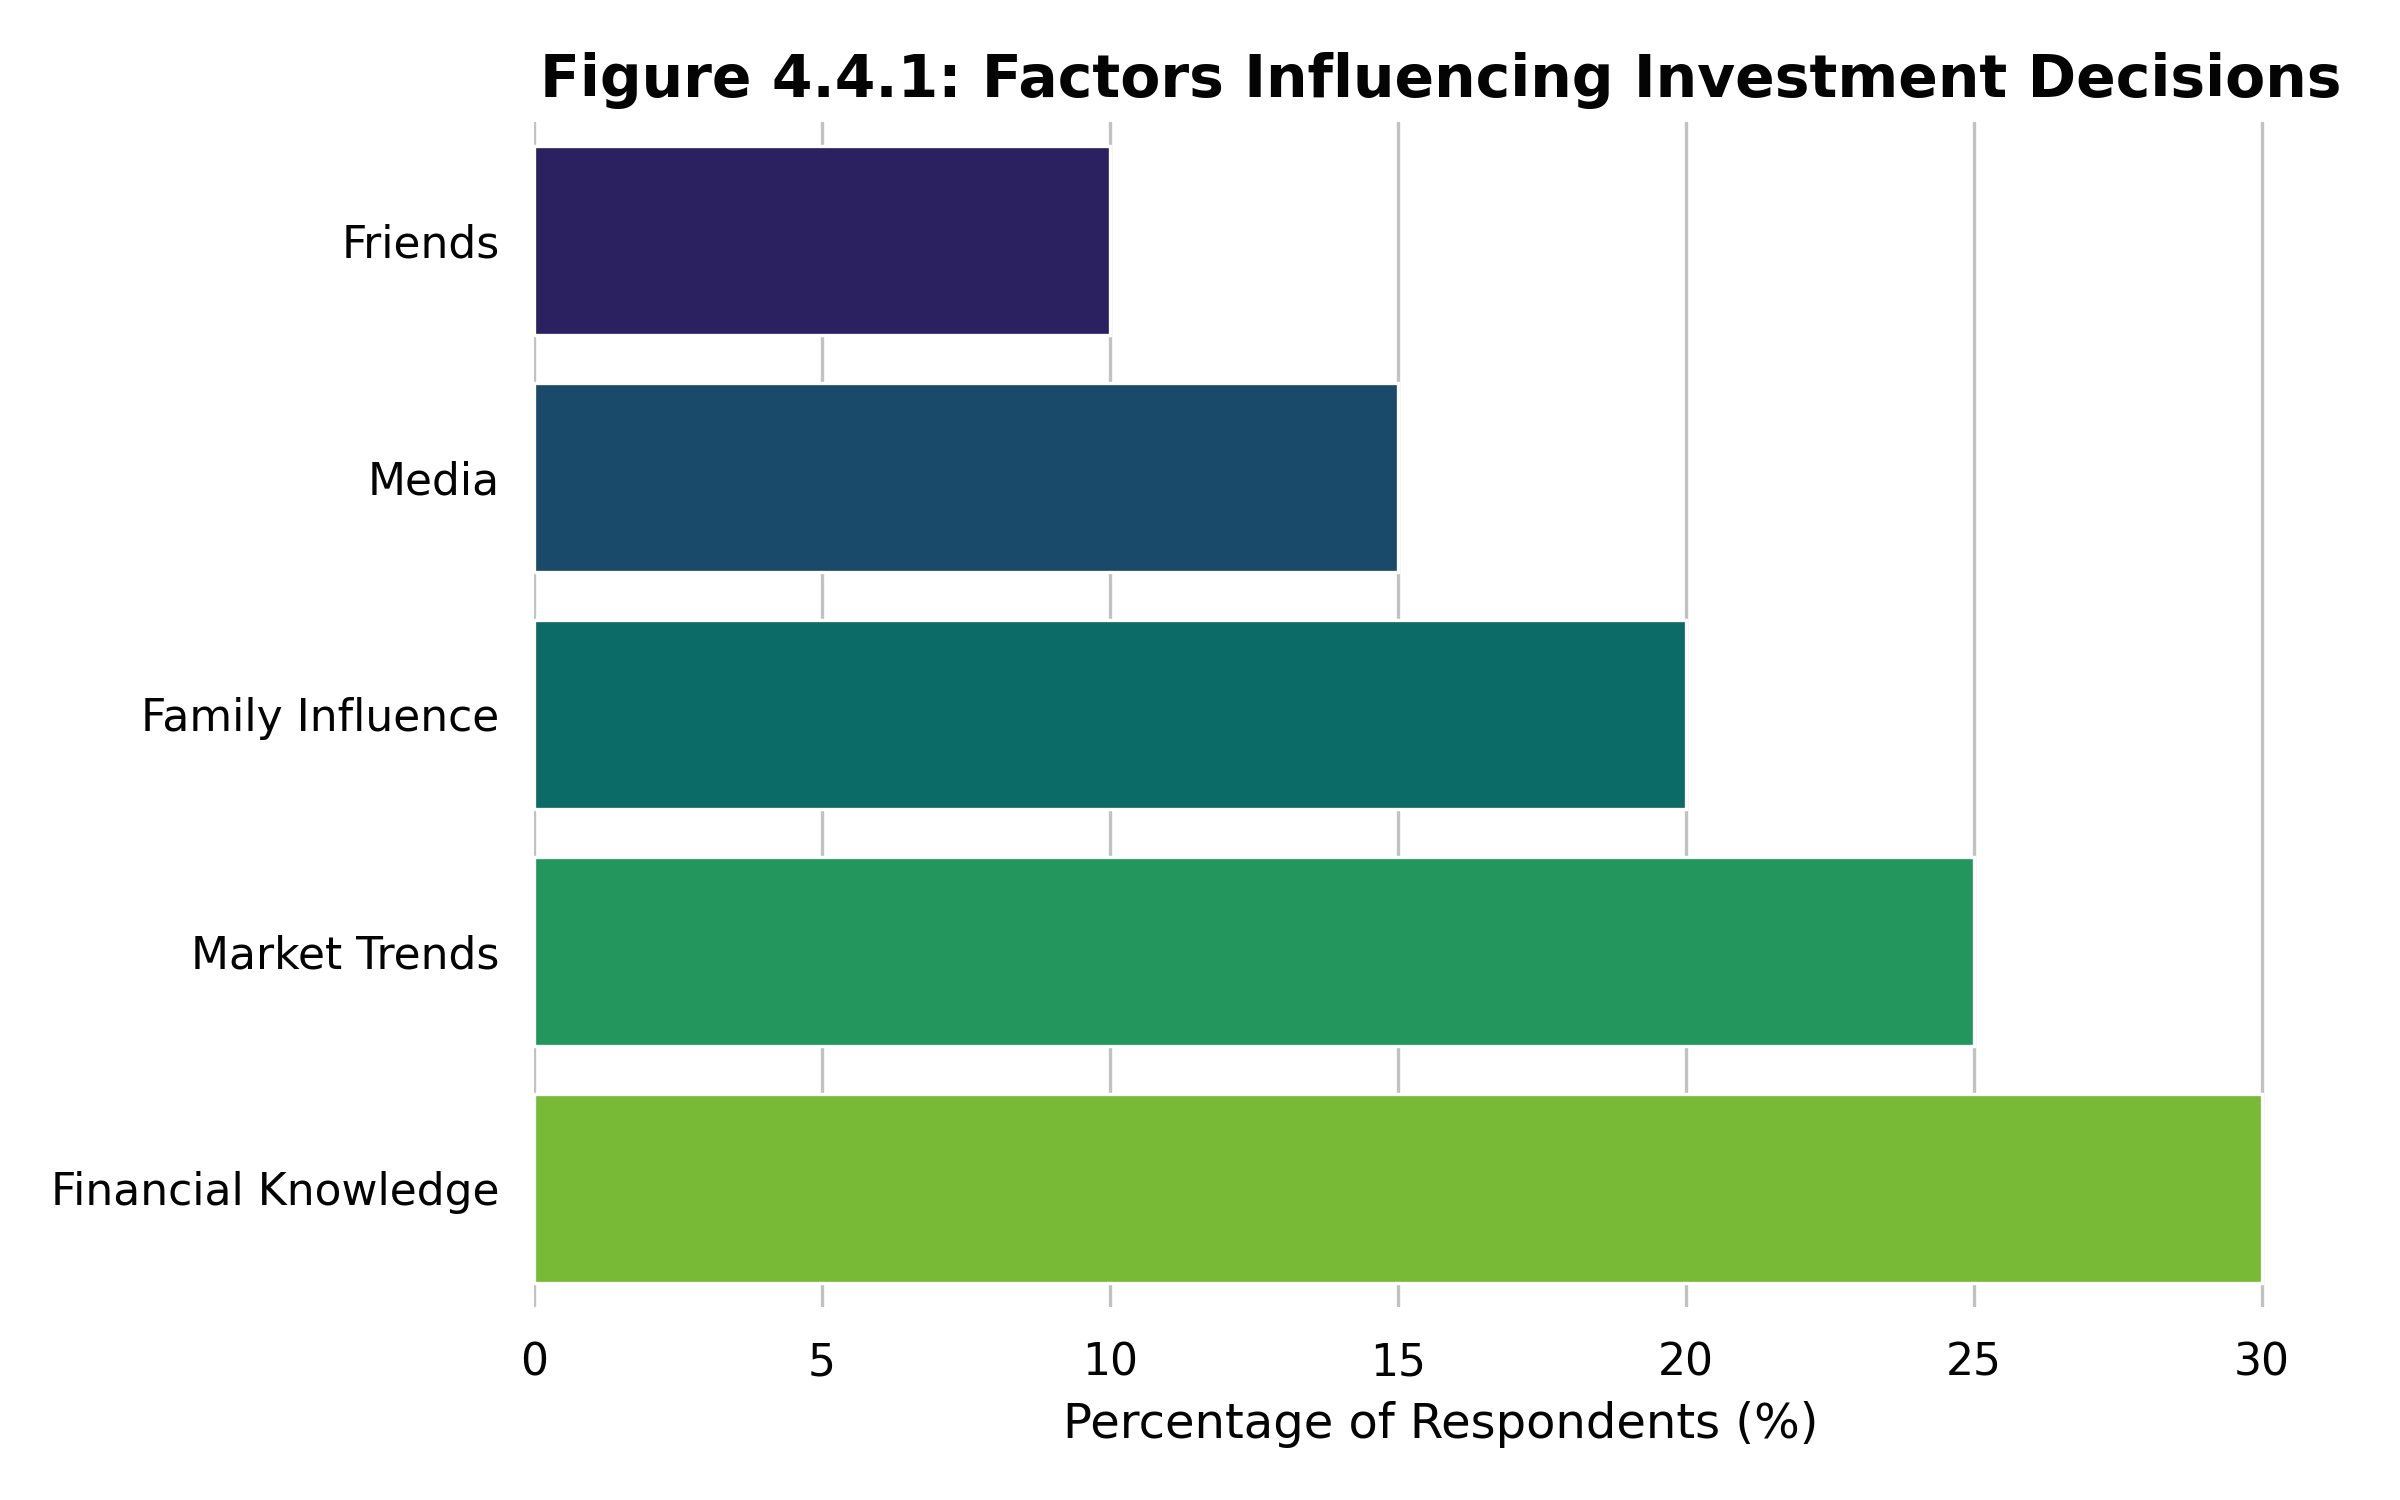 Figure 4.4.1: Factors Influencing Investment Decisions
Friends
Media
Family Influence
Market Trends
Financial Knowledge
0 5 10 15 20 25 30
Percentage of Respondents (%)